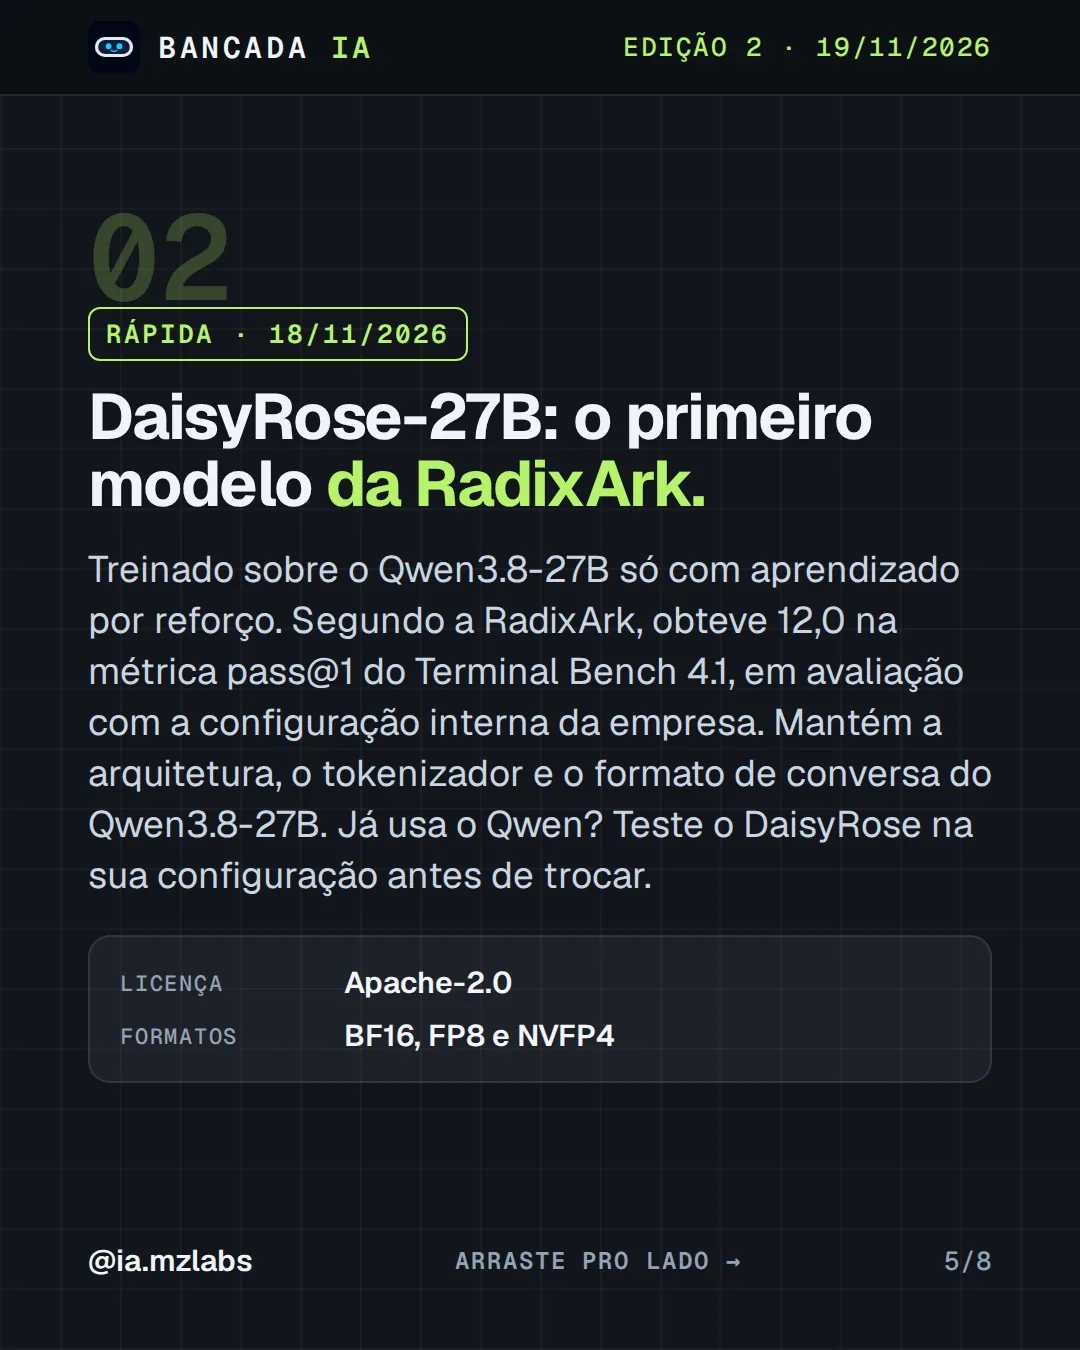 BANCADA IA
EDIÇÃO 2 · 19/11/2026
02
RÁPIDA · 18/11/2026
DaisyRose-27B: o primeiro
modelo da RadixArk.
Treinado sobre o Qwen3.8-27B só com aprendizado
por reforço. Segundo a RadixArk, obteve 12,0 na
métrica pass@1 do Terminal Bench 4.1, em avaliação
com a configuração interna da empresa. Mantém a
arquitetura, o tokenizador e o formato de conversa do
Qwen3.8-27B. Já usa o Qwen? Teste o DaisyRose na
sua configuração antes de trocar.
LICENÇA Apache-2.0
FORMATOS BF16, FP8 e NVFP4
@ia.mzlabs
ARRASTE PRO LADO →
5/8